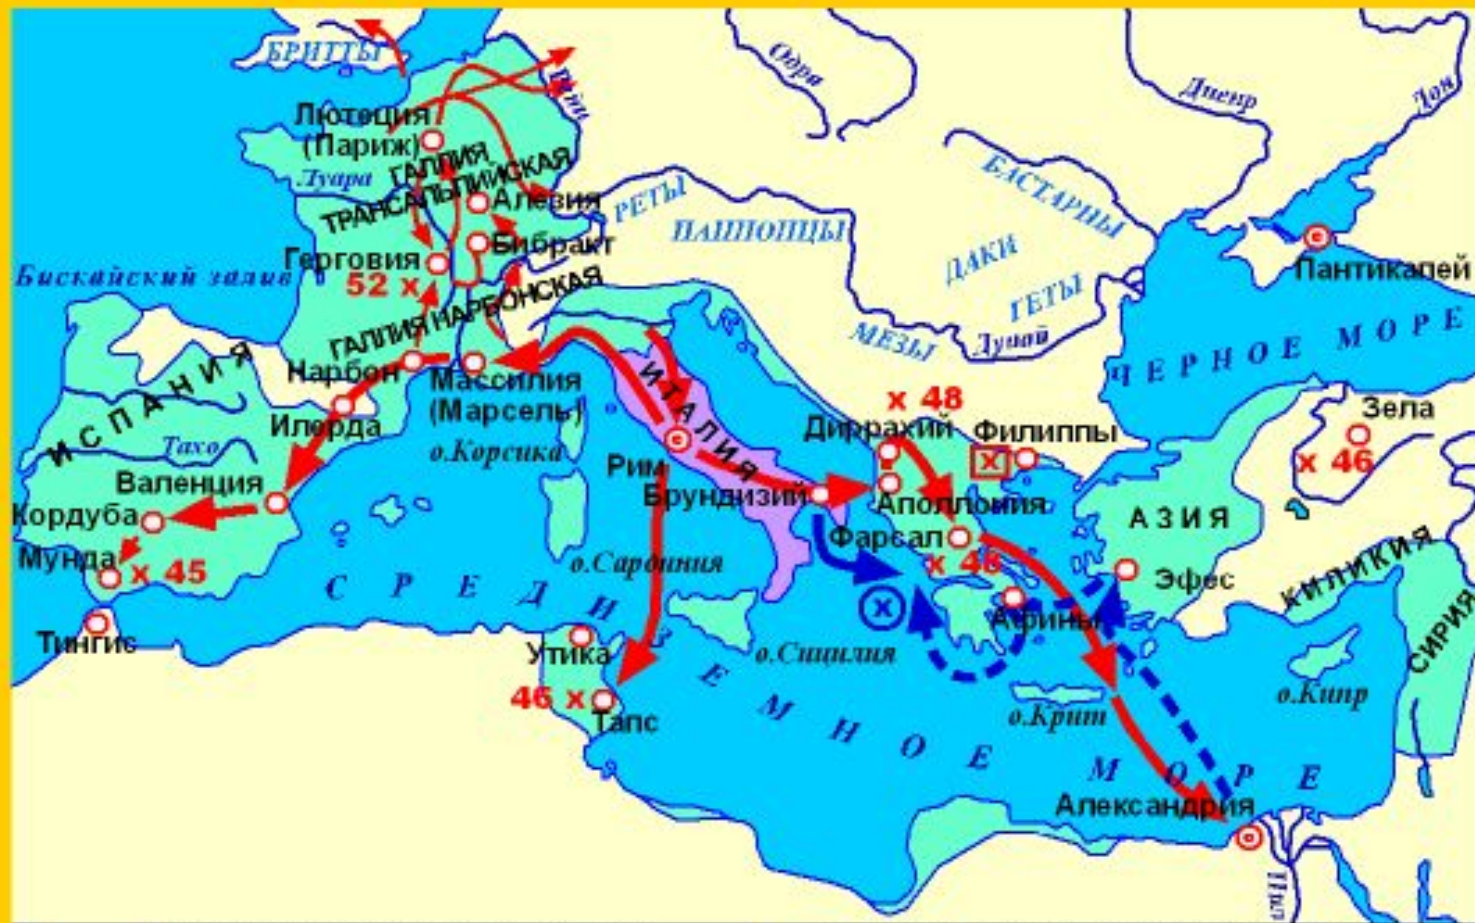 БРИТТЫ
Рейн
Одра
Днепр
Дон
Лютеция
(Париж)
Луара
ГАЛЛИЯ
ТРАНСАЛЬПИЙСКАЯ
Алезия
РЕТЫ
ПАННОПЦЫ
БАСТАРНЫ
ДАКИ
ГЕТЫ
Бибракт
Герговия
52 x
Бискайский залив
Пантикапей
ГАЛЛИЯ НАРБОНСКАЯ
МЕЗЫ
Дунай
ЧЕРНОЕ МОРЕ
ИСПАНИЯ
Нарбон
Массилия
(Марсель)
ИТАЛИЯ
x 48
Зела
x 46
Илерда
Тахо
о.Корсика
Диррахий
Филиппы
x
Рим
Валенция
Брундизий
Аполлония
АЗИЯ
Кордуба
Фарсал
x 48
Мунда
x 45
о.Сардиния
Эфес
КИЛИКИЯ
СИРИЯ
x
Афины
Тингис
Утика
о.Сицилия
СРЕДИЗЕМНОЕ МОРЕ
46 x
Тапс
о.Крит
о.Кипр
Александрия
Нил